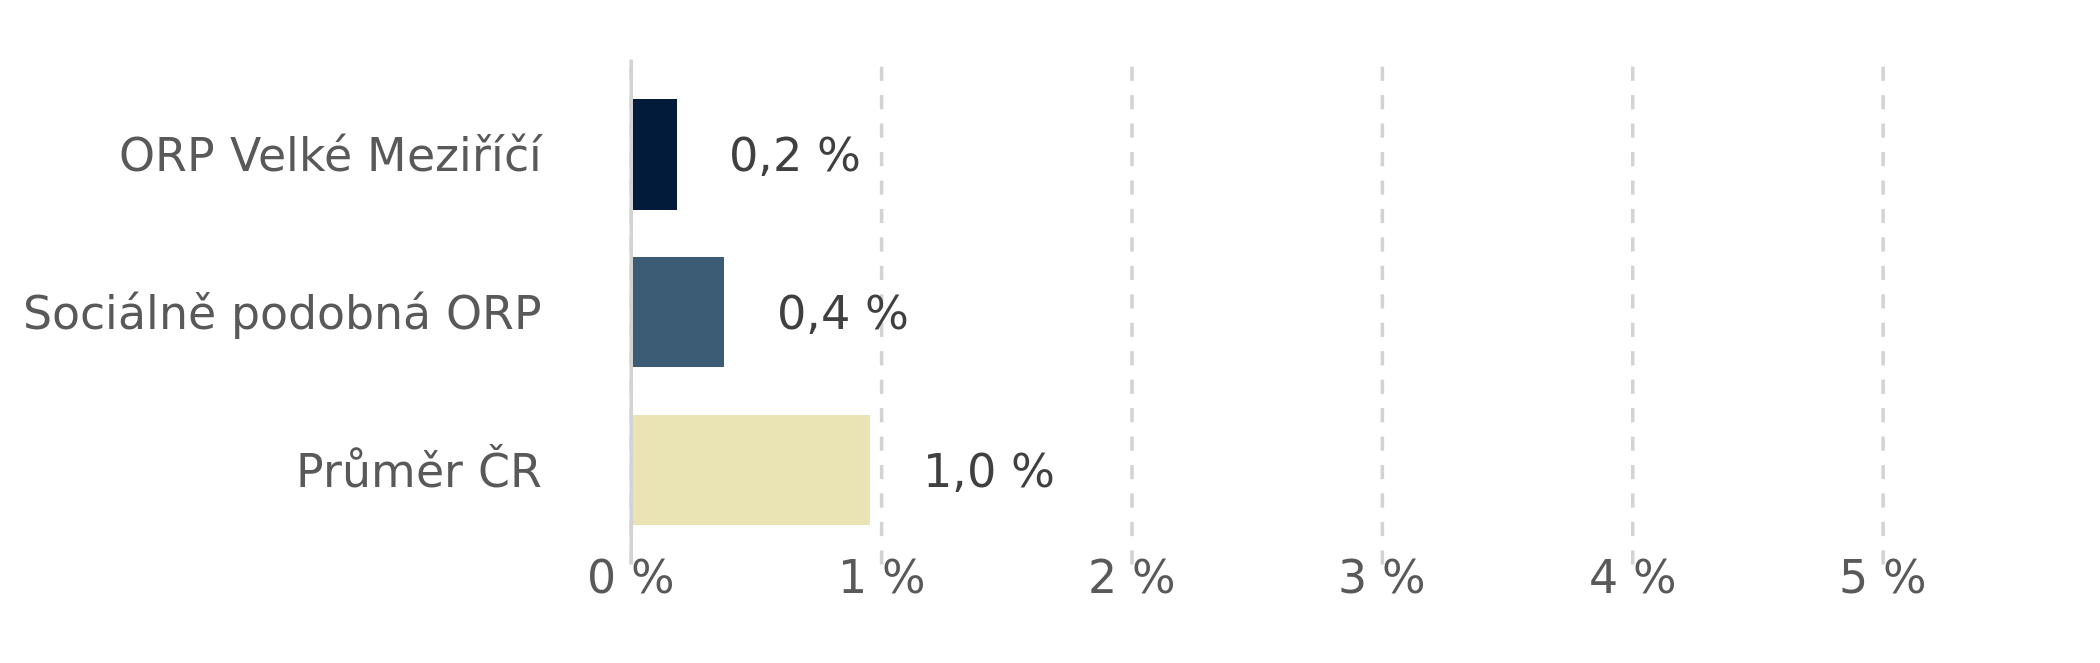 ORP Velké Meziříčí 0,2 %
Sociálně podobná ORP 0,4 %
Průměr ČR 1,0 %
0 % 1 % 2 % 3 % 4 % 5 %